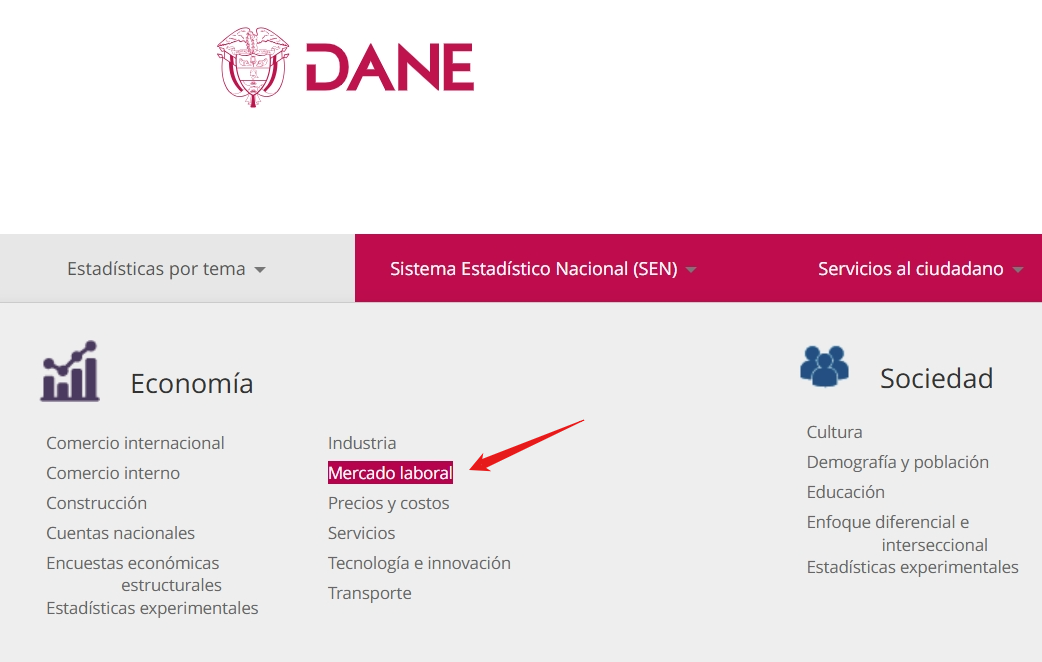 DANE
Estadísticas por tema
Sistema Estadístico Nacional (SEN)
Servicios al ciudadano
Economía
Comercio internacional
Comercio interno
Construcción
Cuentas nacionales
Encuestas económicas
estructurales
Estadísticas experimentales
Industria
Mercado laboral
Precios y costos
Servicios
Tecnología e innovación
Transporte
Sociedad
Cultura
Demografía y población
Educación
Enfoque diferencial e
interseccional
Estadísticas experimentales